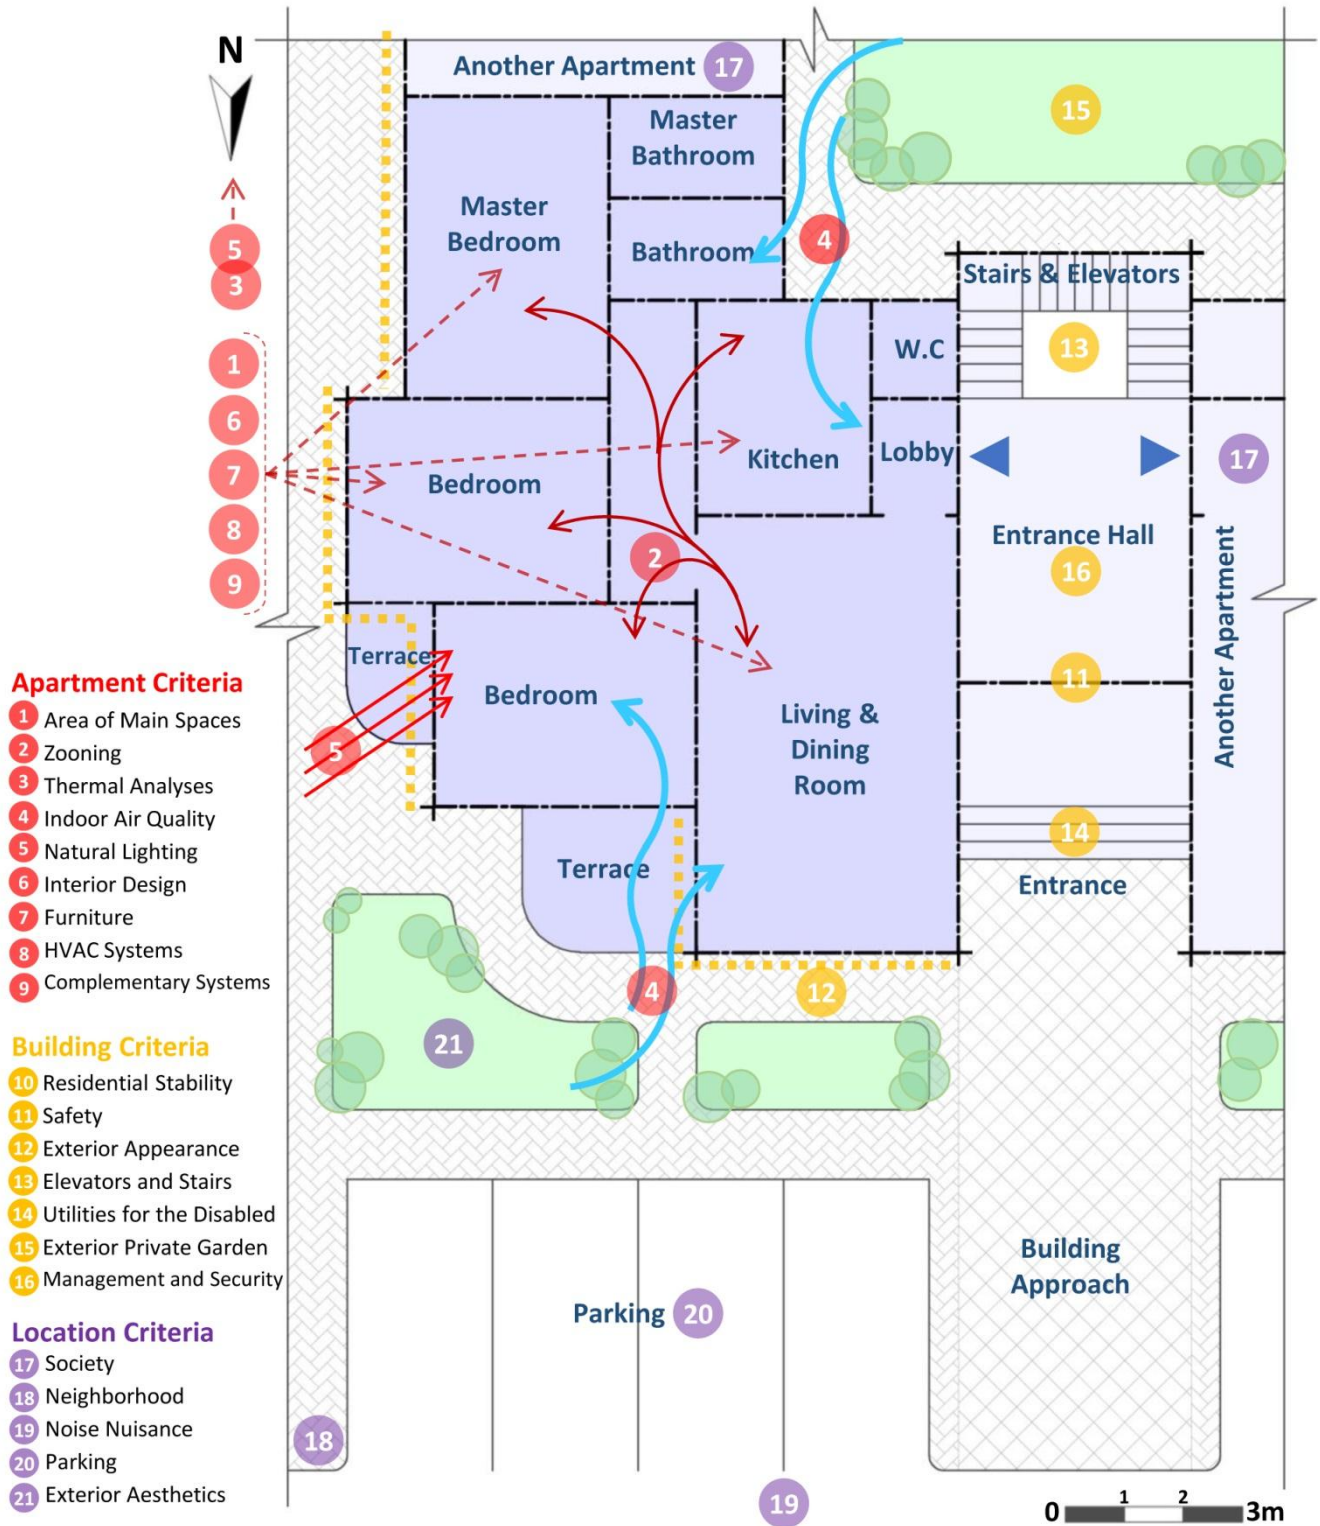 N
Another Apartment 17
Master
Bathroom
15
Master
Bedroom
Bathroom
4
5
3
Stairs & Elevators
1
W.C
13
6
Kitchen
Lobby
17
7
Bedroom
8
Entrance Hall
2
16
9
Another Apartment
Terrace
11
Bedroom
Living &
Dining
Room
5
14
Terrace
Entrance
4
12
21
Building
Approach
Parking 20
18
19
0 1 2 3m
Apartment Criteria
1 Area of Main Spaces
2 Zooning
3 Thermal Analyses
4 Indoor Air Quality
5 Natural Lighting
6 Interior Design
7 Furniture
8 HVAC Systems
9 Complementary Systems
Building Criteria
10 Residential Stability
11 Safety
12 Exterior Appearance
13 Elevators and Stairs
14 Utilities for the Disabled
15 Exterior Private Garden
16 Management and Security
Location Criteria
17 Society
18 Neighborhood
19 Noise Nuisance
20 Parking
21 Exterior Aesthetics